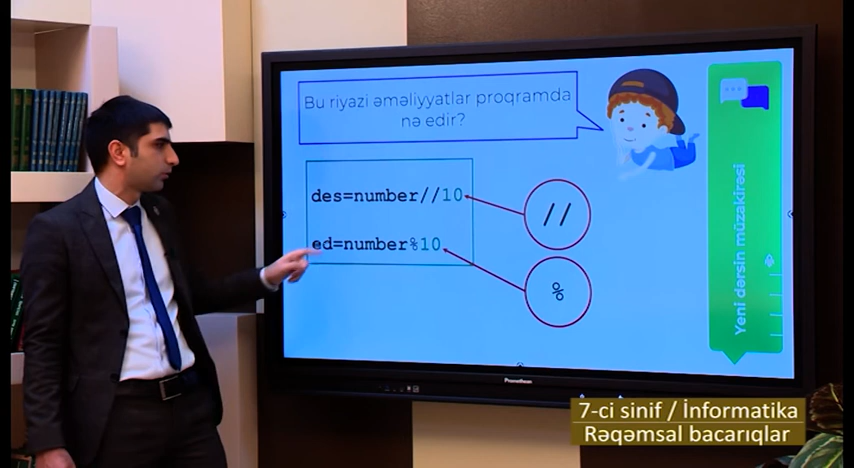 Bu riyazi əməliyyatlar proqramda
nə edir?
des=number//10
ed=number%10
//
%
Yeni dərsin müzakirəsi
Promethean
7-ci sinif / İnformatika
Rəqəmsal bacarıqlar